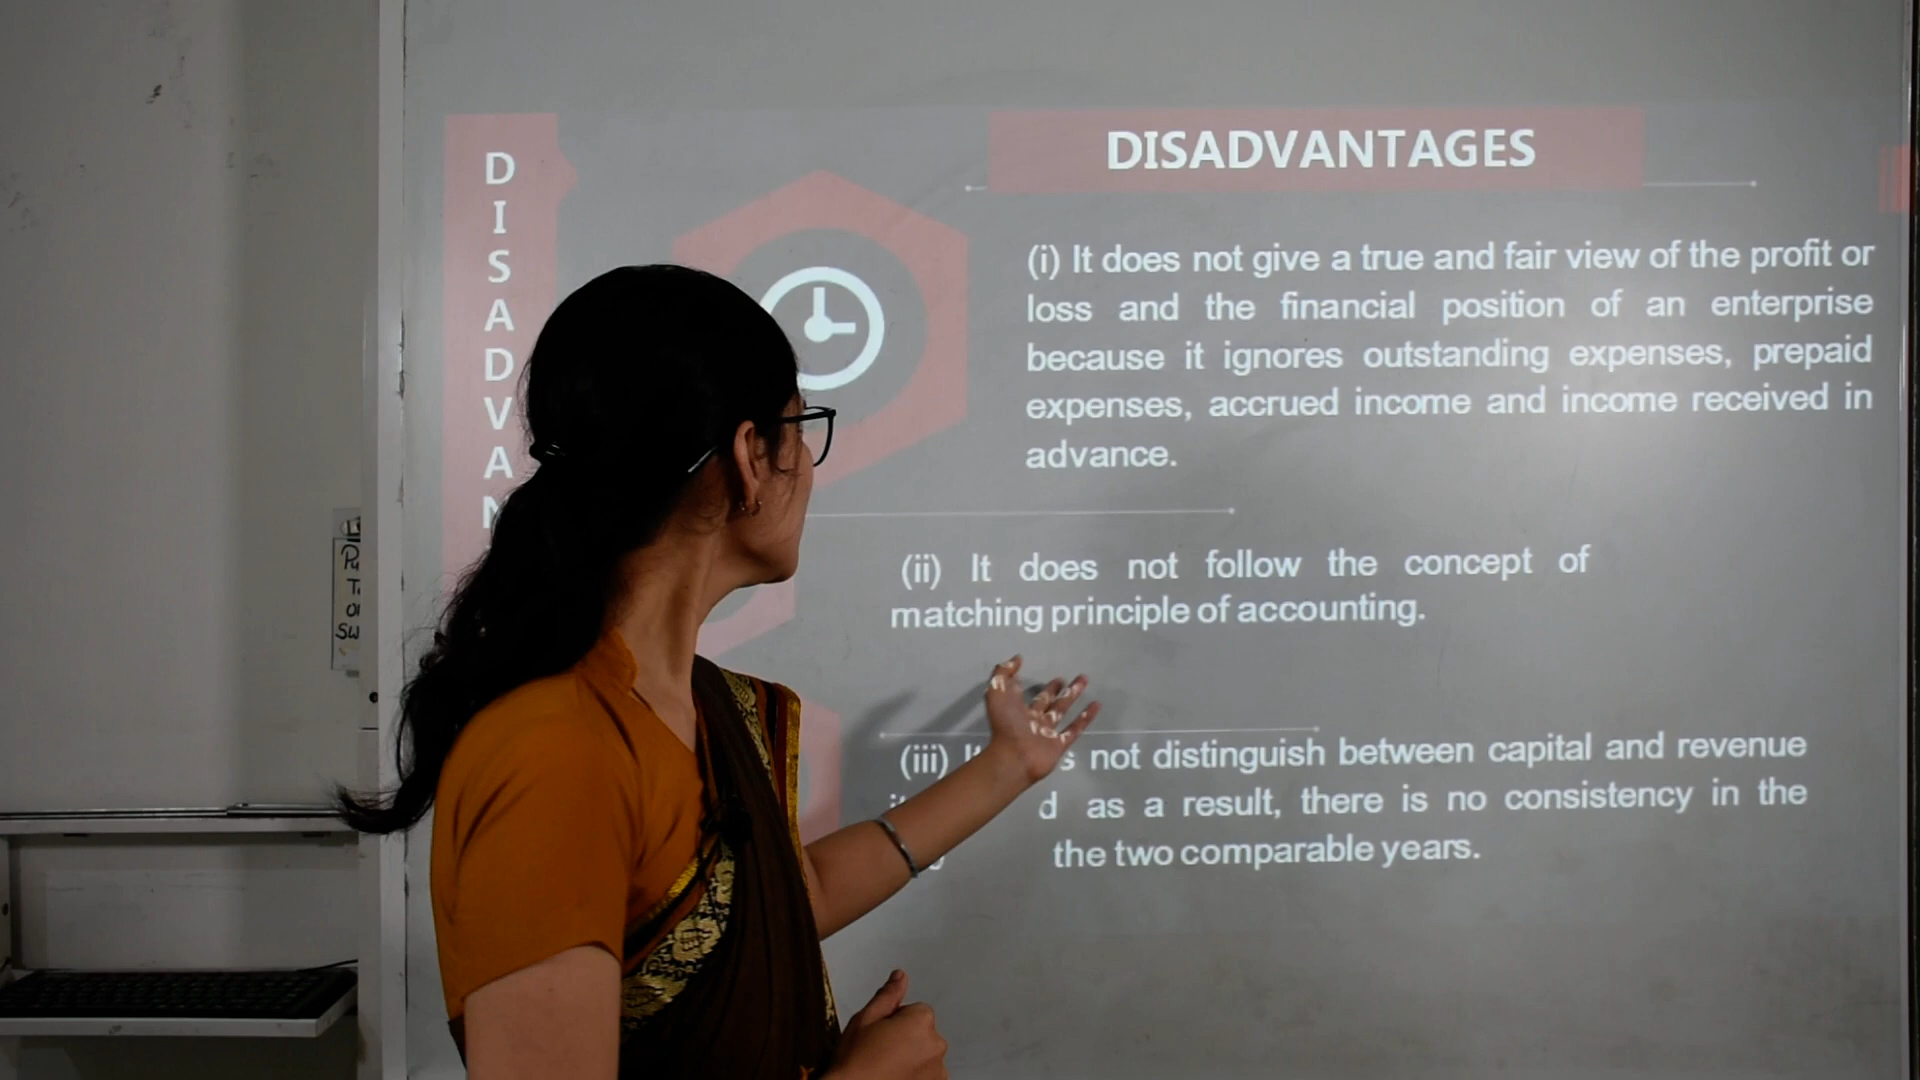 DISADVANTAGES
D
I
S
A
D
V
A
N
(i) It does not give a true and fair view of the profit or
loss and the financial position of an enterprise
because it ignores outstanding expenses, prepaid
expenses, accrued income and income received in
advance.
(ii) It does not follow the concept of
matching principle of accounting.
(iii) not distinguish between capital and revenue
as a result, there is no consistency in the
the two comparable years.